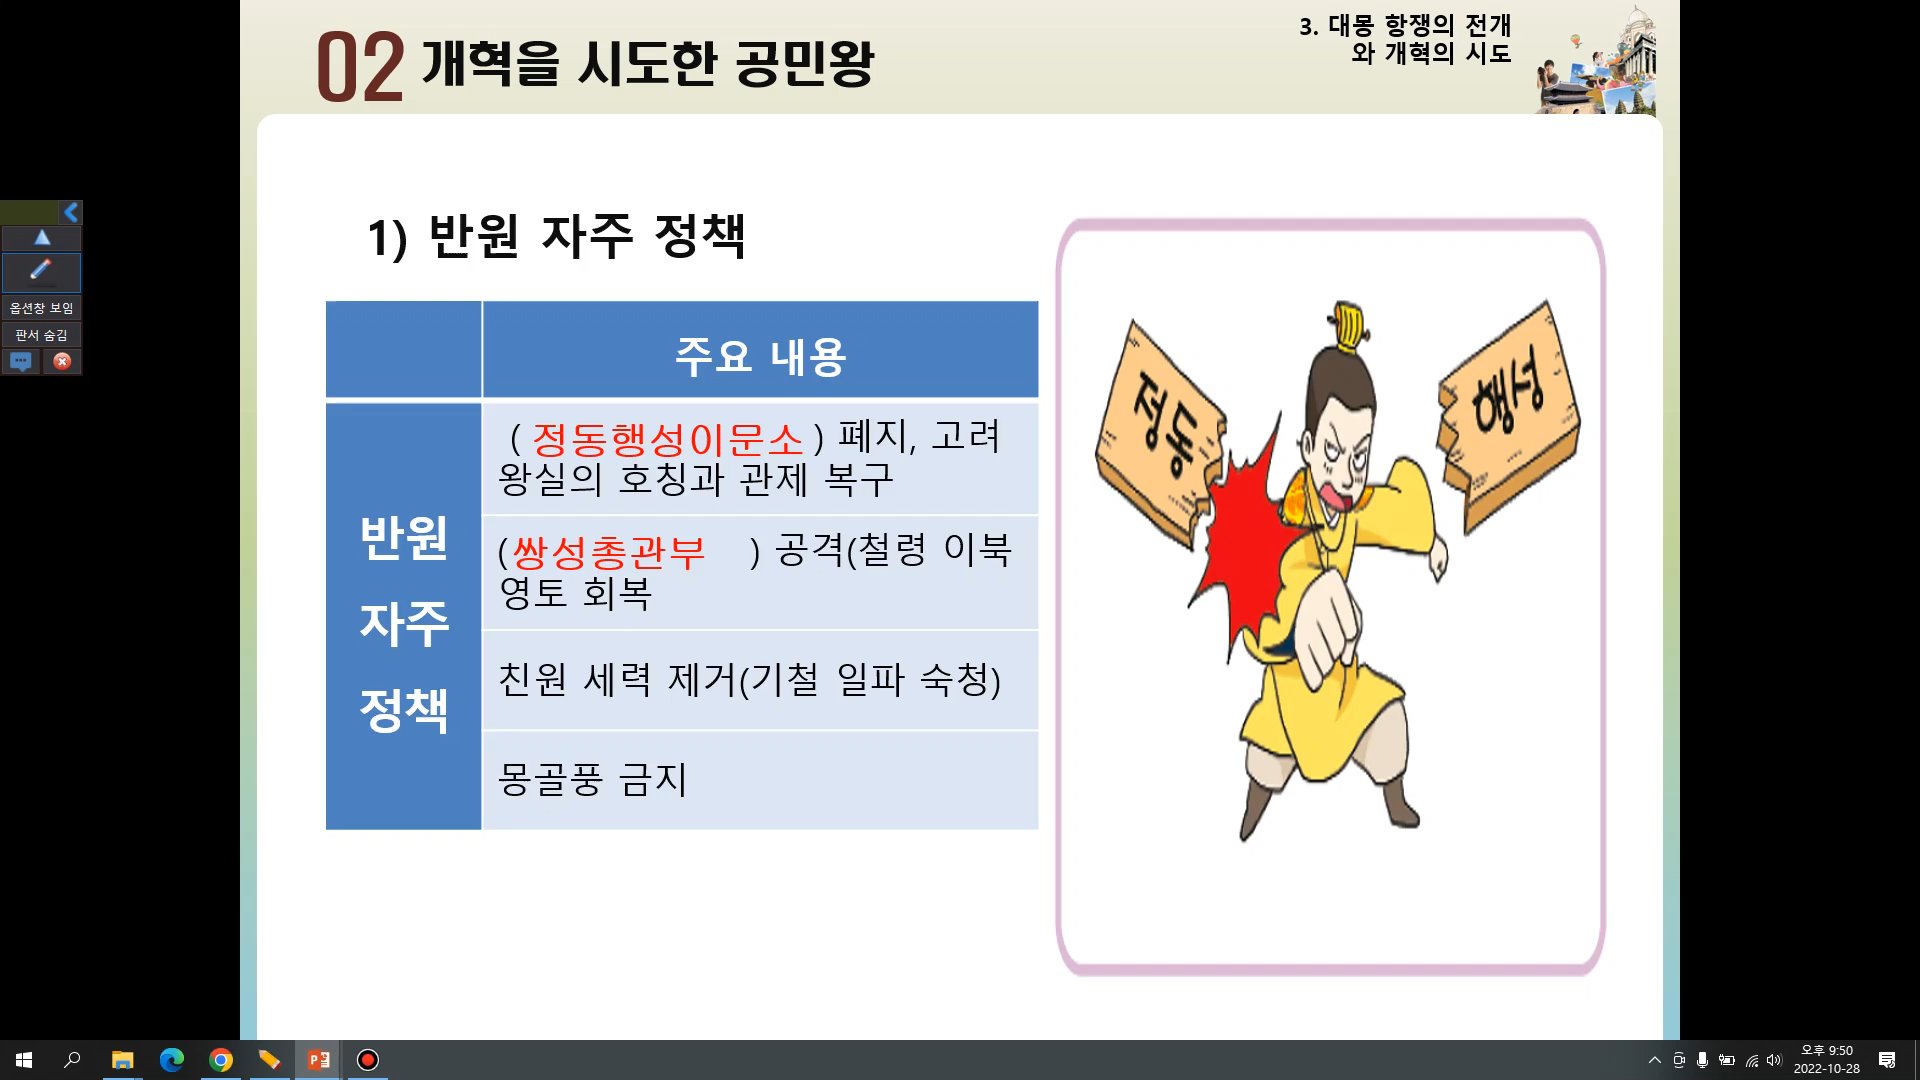 02 개혁을 시도한 공민왕
3. 대몽 항쟁의 전개
와 개혁의 시도
1) 반원 자주 정책
주요 내용
반원
자주
정책
( 정동행성이문소 ) 폐지, 고려
왕실의 호칭과 관제 복구
(쌍성총관부 ) 공격(철령 이북
영토 회복
친원 세력 제거(기철 일파 숙청)
몽골풍 금지
정동
행성
옵션창 보임
판서 숨김
오후 9:50
2022-10-28